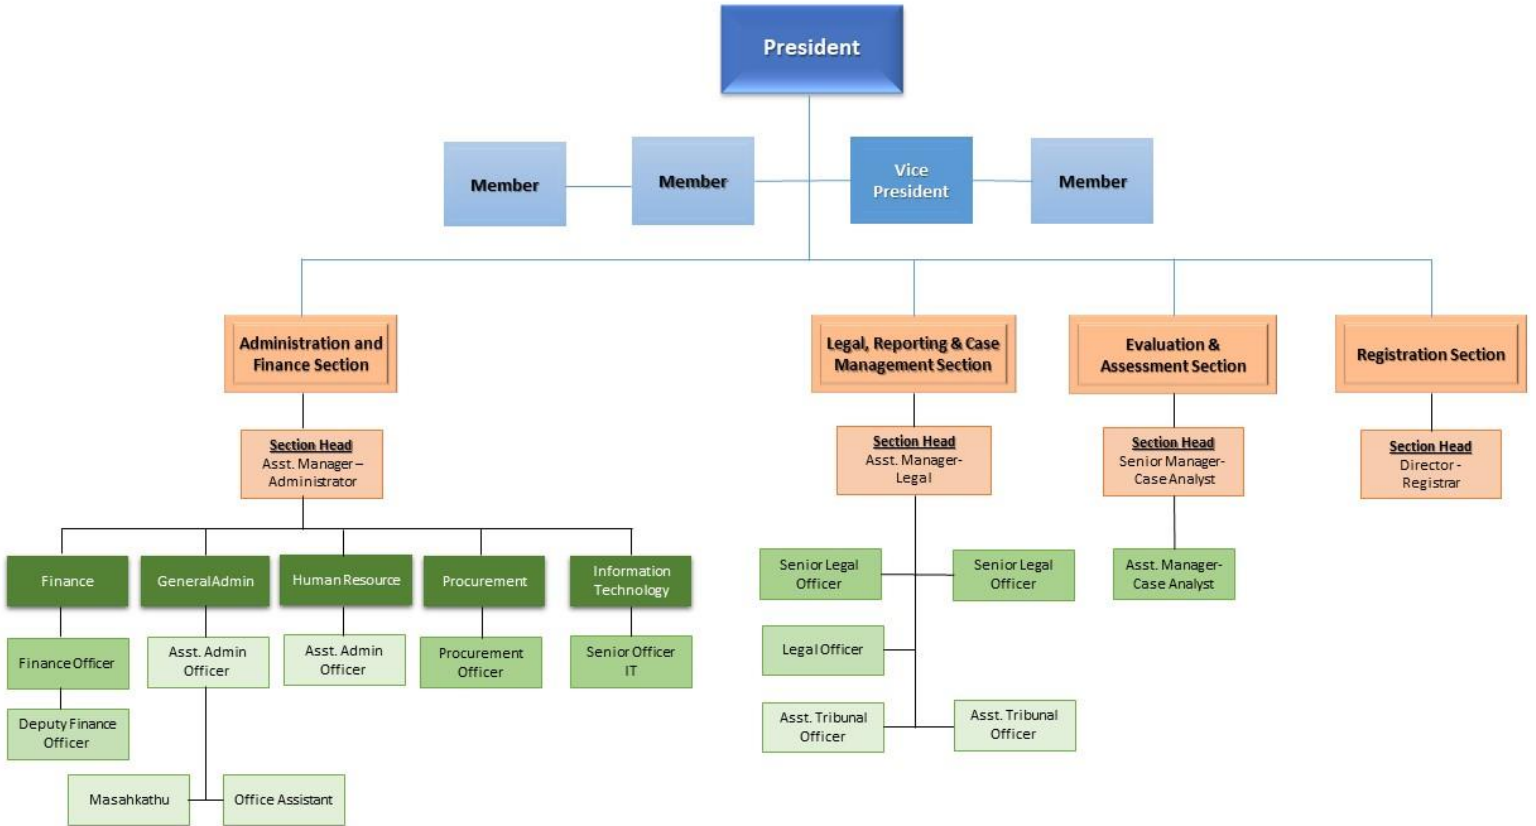 President
Member
Member
Vice
President
Member
Administration and
Finance Section
Legal, Reporting & Case
Management Section
Evaluation &
Assessment Section
Registration Section
Section Head
Asst. Manager –
Administrator
Section Head
Asst. Manager-
Legal
Section Head
Senior Manager-
Case Analyst
Section Head
Director -
Registrar
Finance
General Admin
Human Resource
Procurement
Information
Technology
Senior Legal
Officer
Senior Legal
Officer
Asst. Manager-
Case Analyst
Finance Officer
Asst. Admin
Officer
Asst. Admin
Officer
Procurement
Officer
Senior Officer
IT
Legal Officer
Deputy Finance
Officer
Asst. Tribunal
Officer
Asst. Tribunal
Officer
Masahkathu
Office Assistant